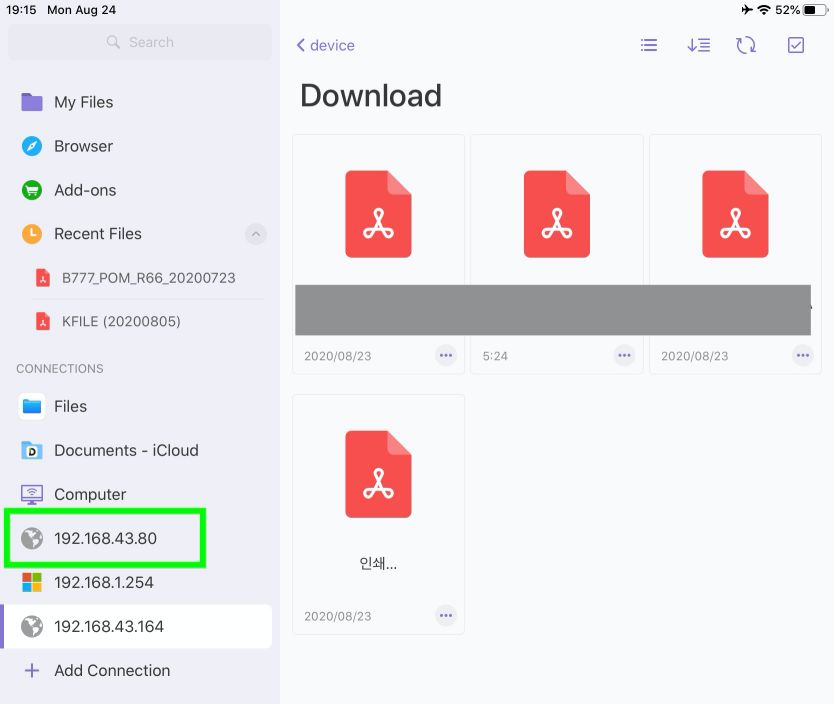 19:15 Mon Aug 24
52%
Search
My Files
Browser
Add-ons
Recent Files
B777_POM_R66_20200723
KFILE (20200805)
CONNECTIONS
Files
Documents - iCloud
Computer
192.168.43.80
192.168.1.254
192.168.43.164
Add Connection
device
Download
2020/08/23
5:24
2020/08/23
인쇄...
2020/08/23